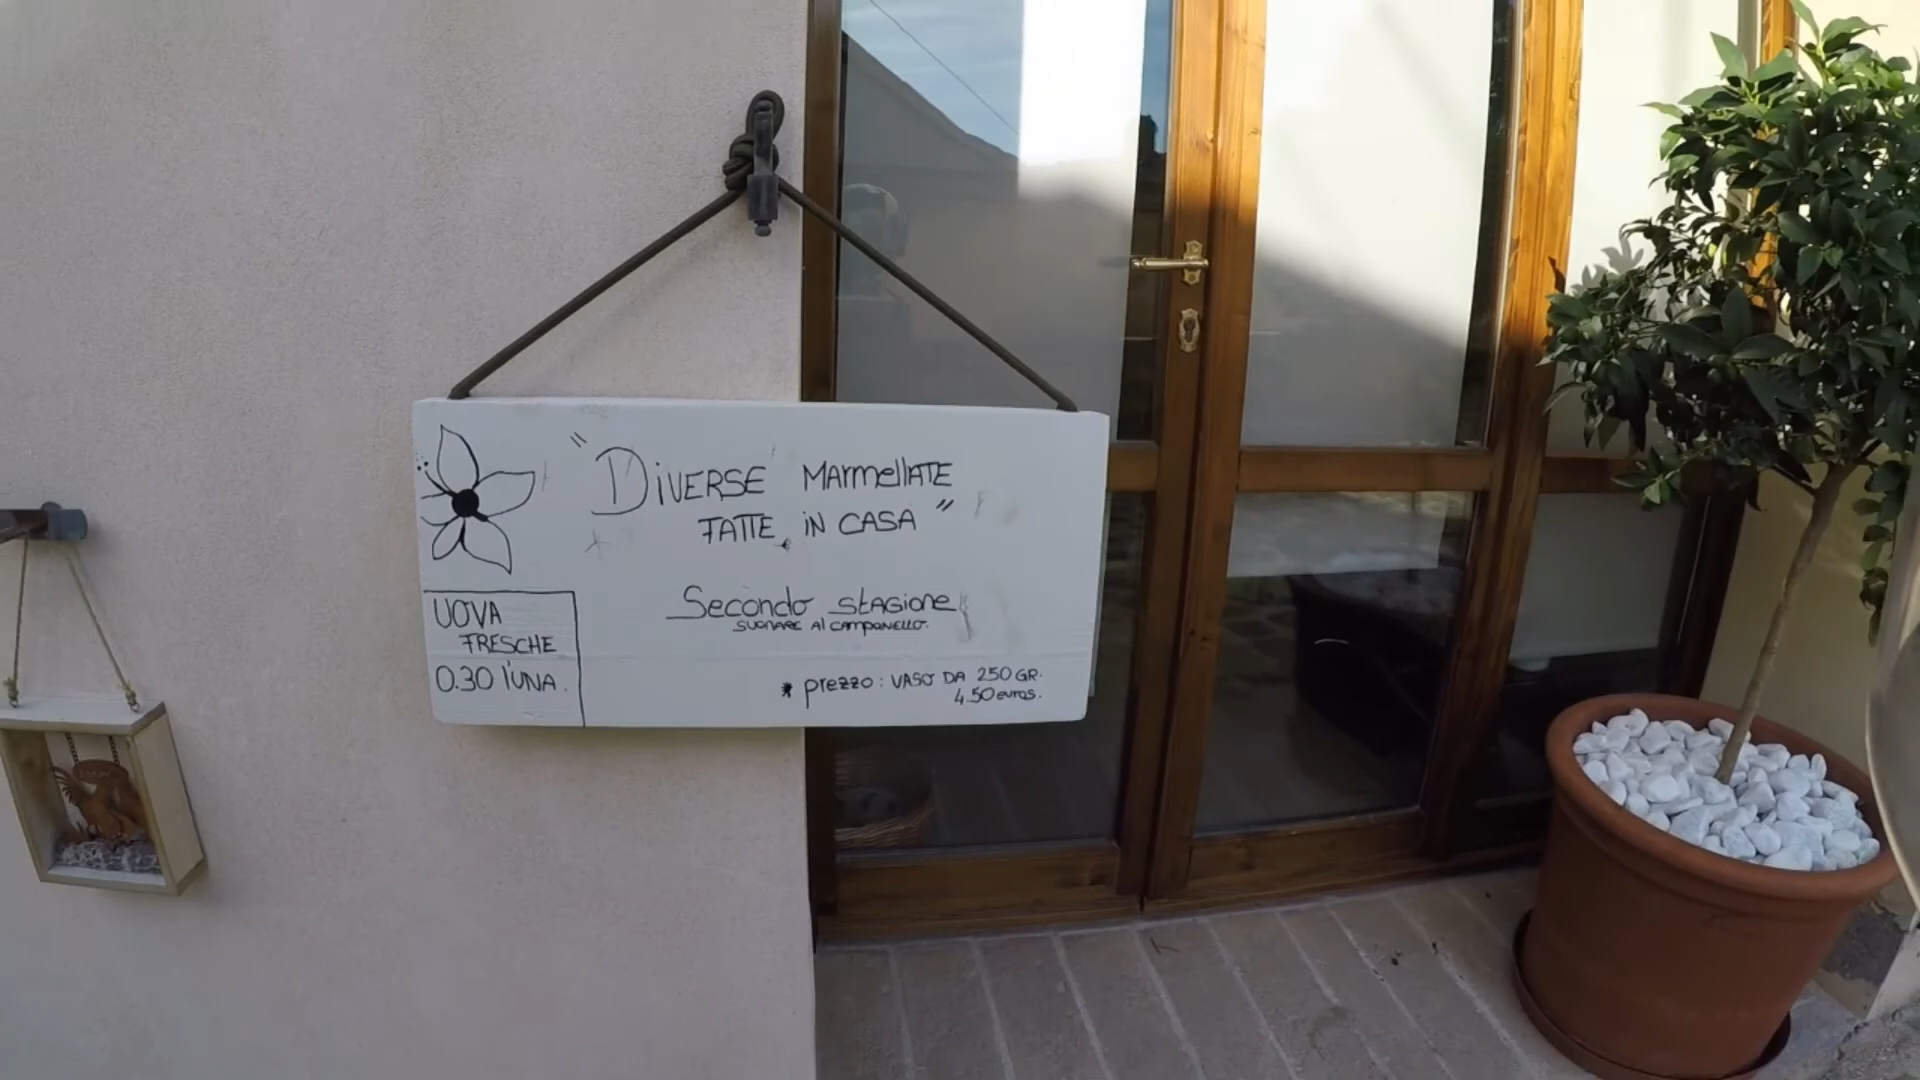 "DiVERSE MArmellATE
FATTE iN CASA"
Secondo stAGione
SUONARE Al CAMPANELLO.
UOVA
FRESCHE
0.30 l'UNA.
* prezzo: VASO DA 250 GR.
4.50 euros.